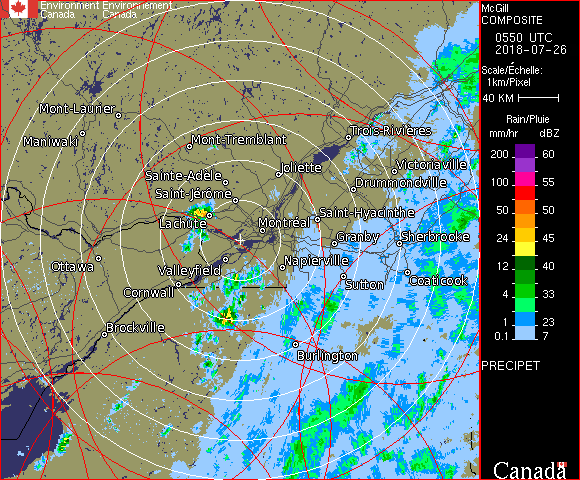 Environment Environnement
Canada Canada
McGill
COMPOSITE
0550 UTC
2018-07-26
Scale/Échelle:
1km/Pixel
40 KM
Rain/Pluie
mm/hr dBZ
200 60
100 55
50 50
24 45
12 40
4 33
1 23
0.1 7
PRECIPET
Canada
Mont-Laurier
Maniwaki
Mont-Tremblant
Trois-Rivières
Sainte-Adèle
Joliette
Victoriaville
Saint-Jérôme
Drummondville
Lachute
Montréal
Saint-Hyacinthe
Granby
Sherbrooke
Ottawa
Valleyfield
Napierville
Cornwall
Sutton
Coaticook
Brockville
Burlington